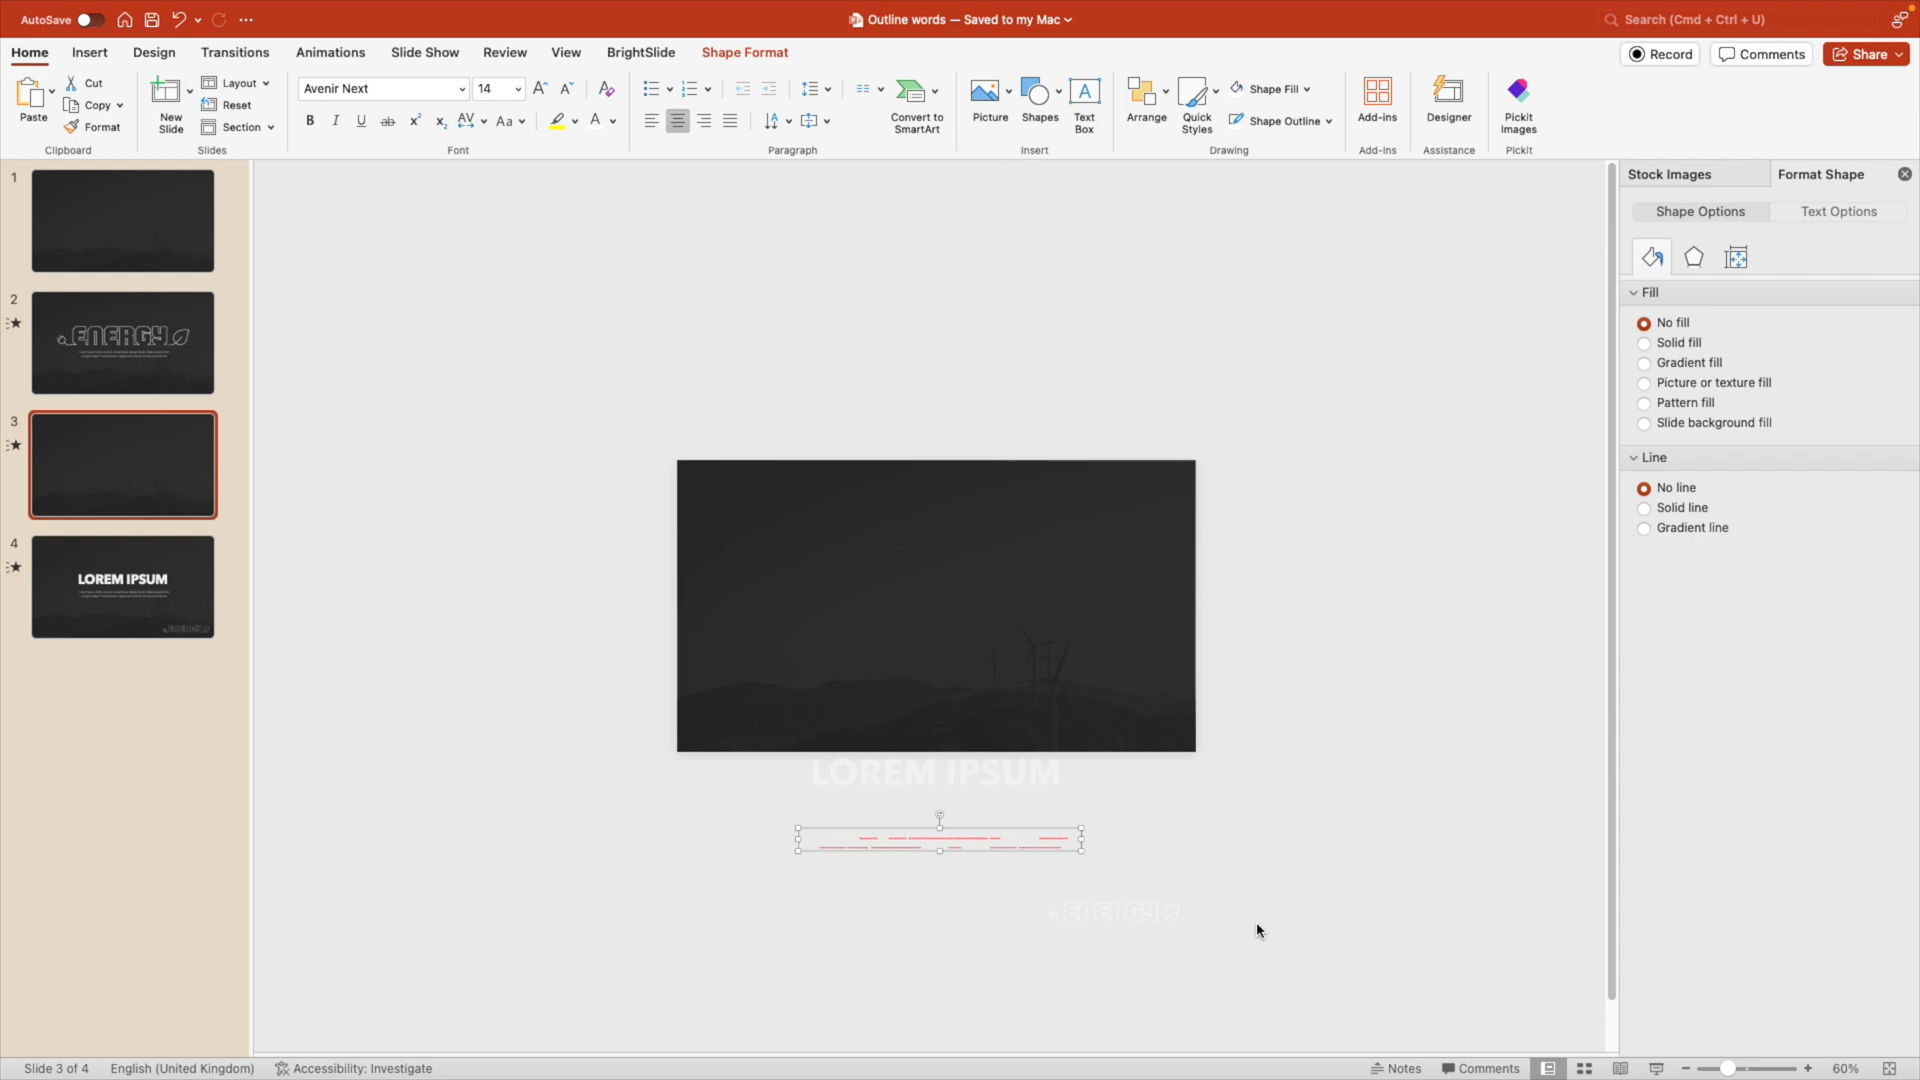 AutoSave
Outline words — Saved to my Mac
Search (Cmd + Ctrl + U)
Home Insert Design Transitions Animations Slide Show Review View BrightSlide Shape Format
Record Comments Share
Paste
Cut
Copy
Format
Clipboard
New Slide
Layout
Reset
Section
Slides
Avenir Next 14
B I U ab x² x₂ AV Aa A
Font
Paragraph
Convert to SmartArt
Picture
Shapes
Text Box
Insert
Arrange
Quick Styles
Shape Fill
Shape Outline
Drawing
Add-ins
Add-ins
Designer
Assistance
Pickit Images
Pickit
1
2
ENERGY
3
4
LOREM IPSUM
ENERGY
LOREM IPSUM
ENERGY
Stock Images Format Shape
Shape Options Text Options
Fill
No fill
Solid fill
Gradient fill
Picture or texture fill
Pattern fill
Slide background fill
Line
No line
Solid line
Gradient line
Slide 3 of 4 English (United Kingdom) Accessibility: Investigate
Notes Comments 60%